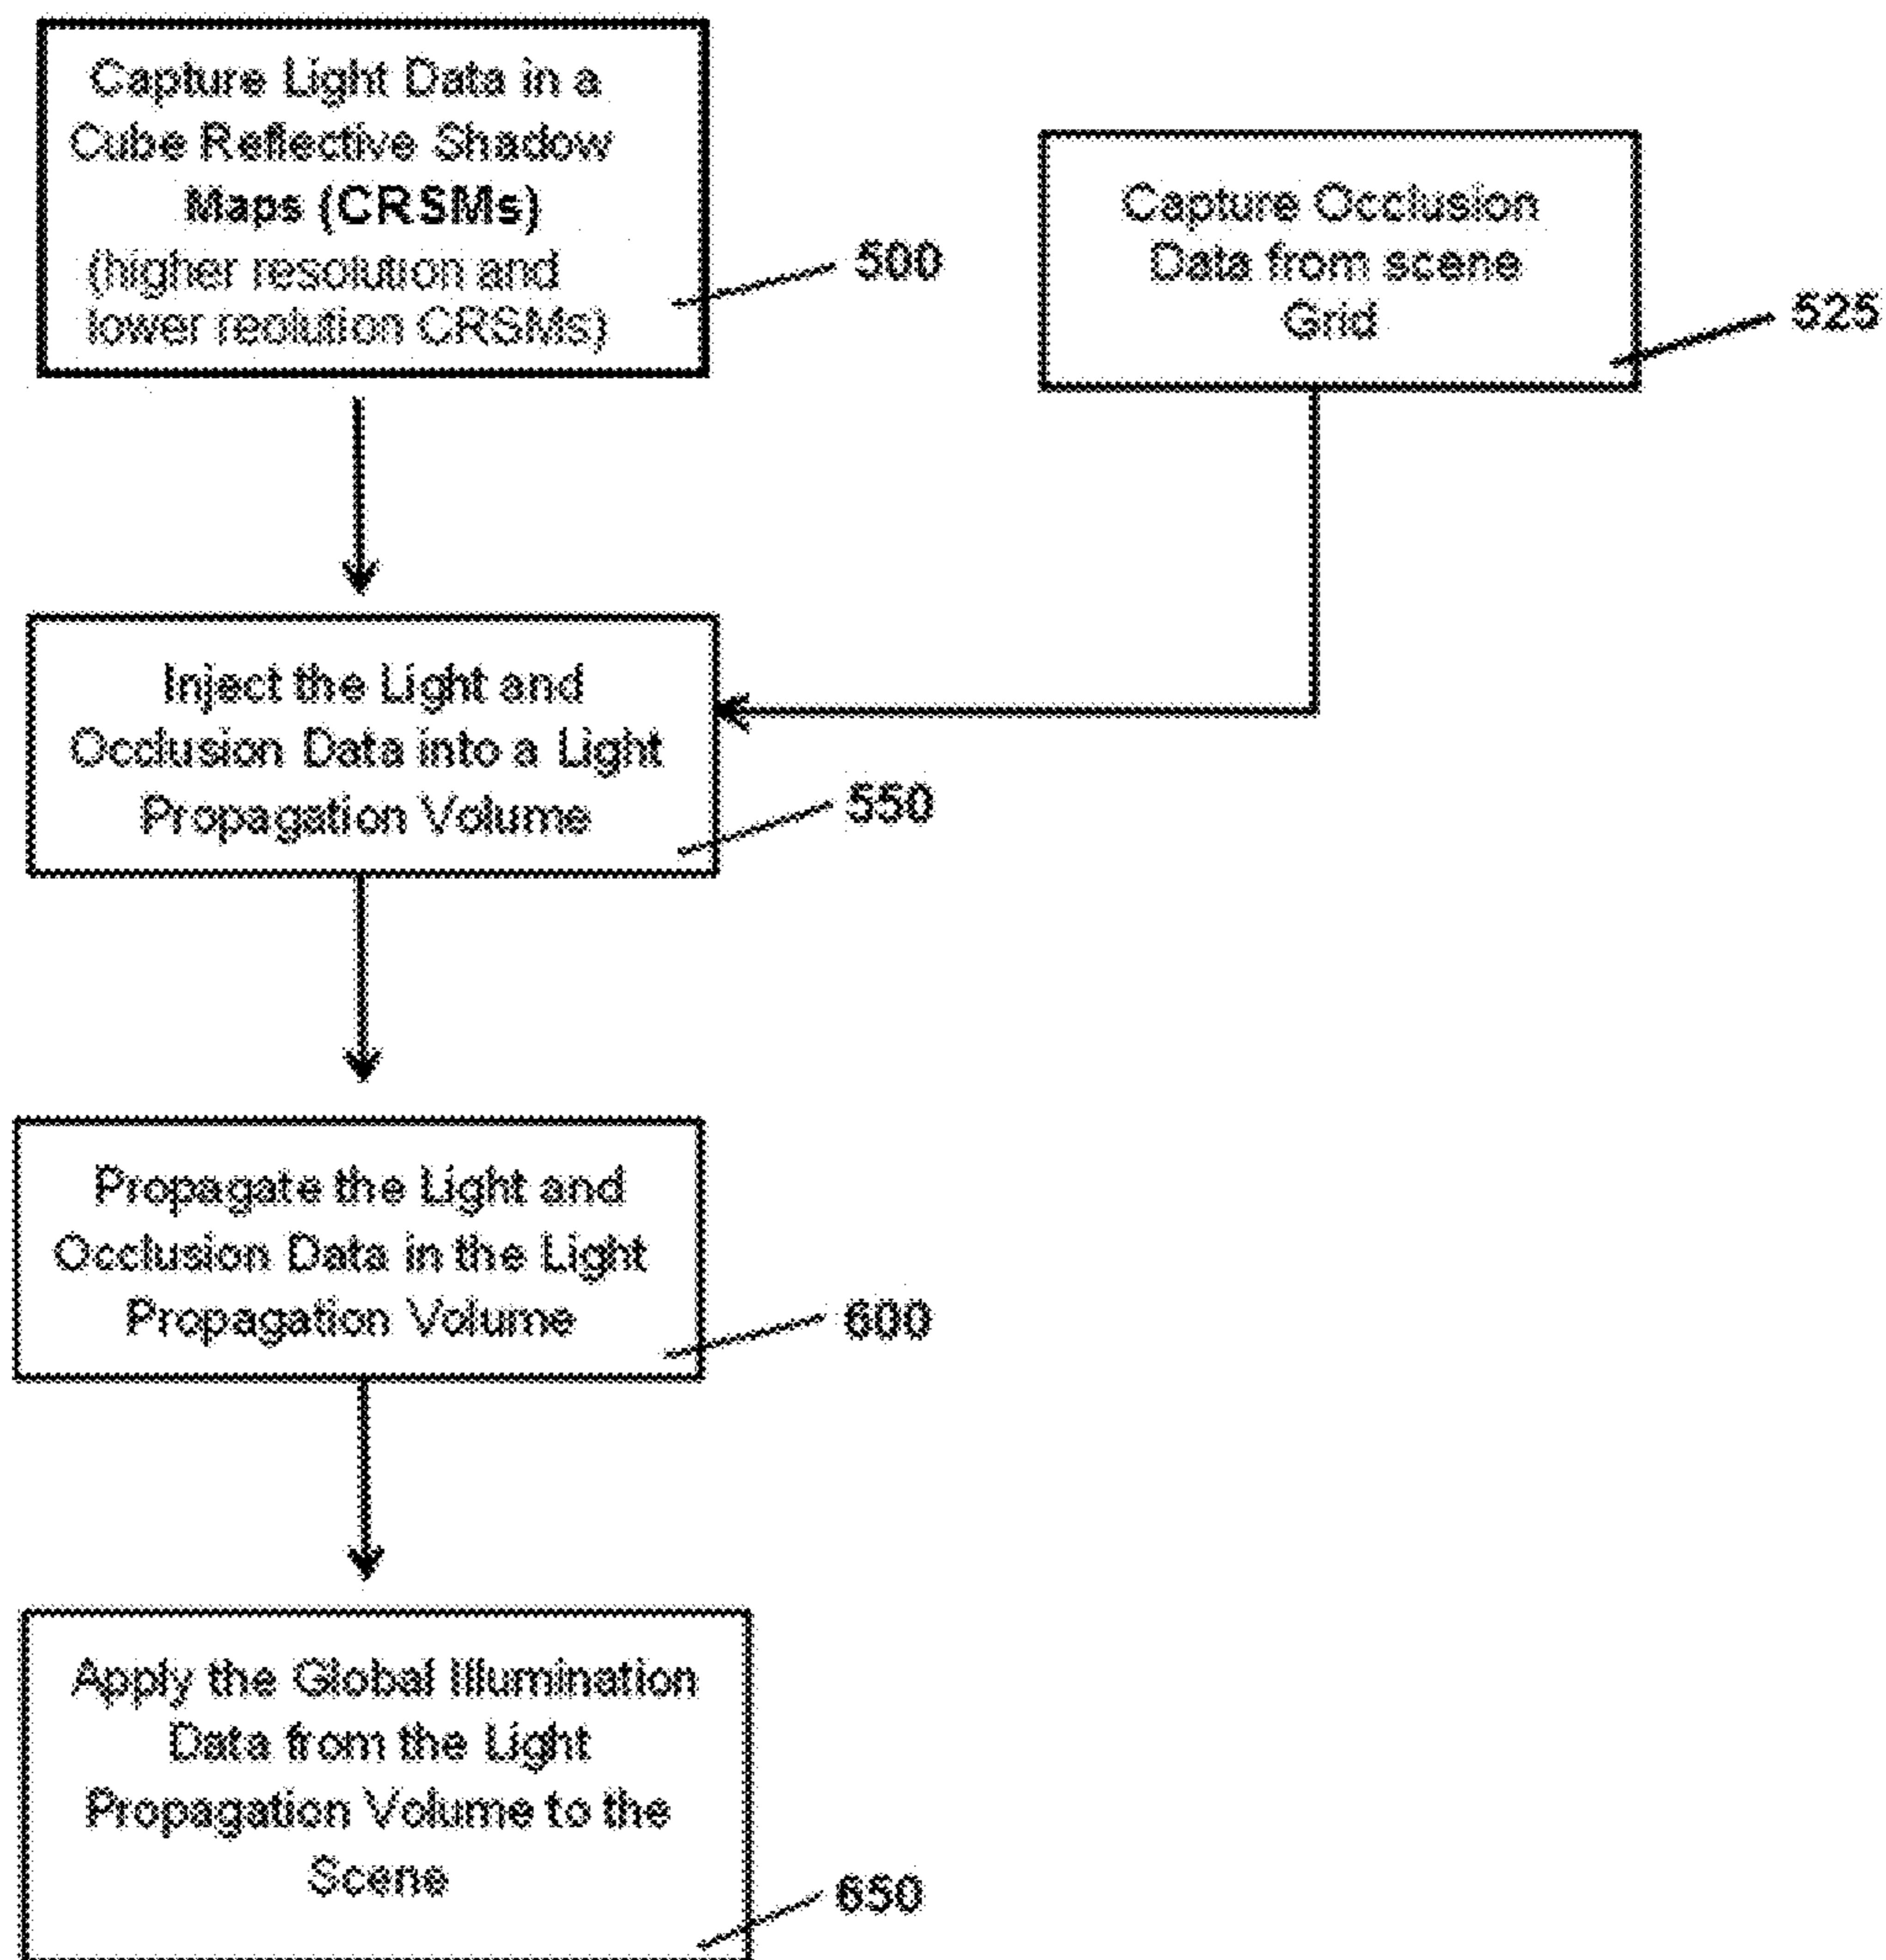 Capture Light Data in a
Cube Reflective Shadow
Maps (CRSMs)
(higher resolution and
lower reolution CRSMs)
500
Capture Occlusion
Data from scene
Grid
525
Inject the Light and
Occlusion Data into a Light
Propagation Volume
550
Propagate the Light and
Occlusion Data in the Light
Propagation Volume
600
Apply the Global Illumination
Data from the Light
Propagation Volume to the
Scene
650